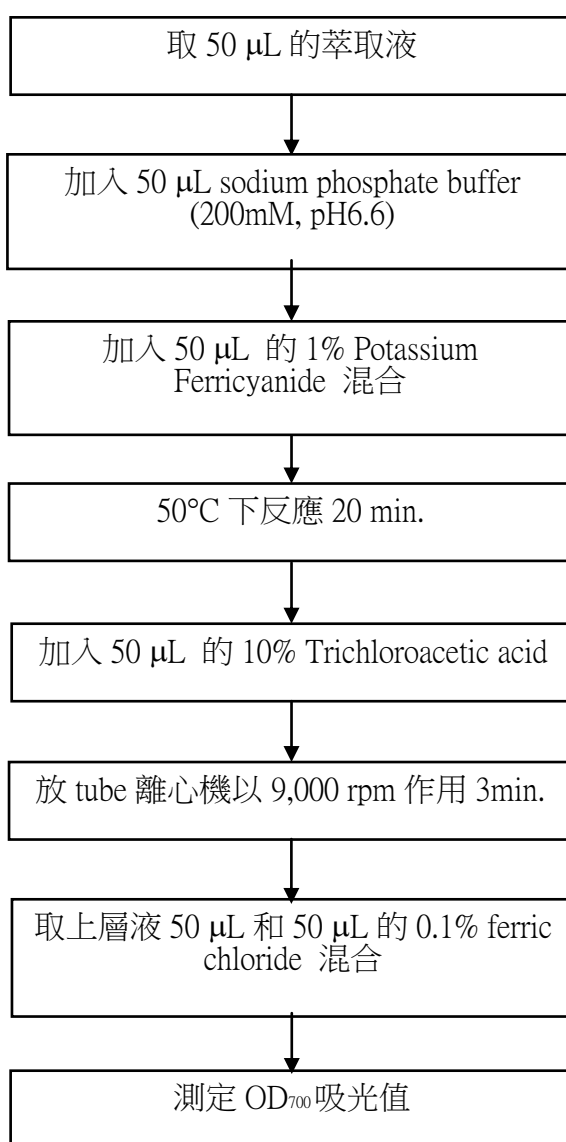 取 50 μL 的萃取液
加入 50 μL sodium phosphate buffer
(200mM, pH6.6)
加入 50 μL 的 1% Potassium
Ferricyanide 混合
50°C 下反應 20 min.
加入 50 μL 的 10% Trichloroacetic acid
放 tube 離心機以 9,000 rpm 作用 3min.
取上層液 50 μL 和 50 μL 的 0.1% ferric
chloride 混合
測定 OD₇₀₀ 吸光值